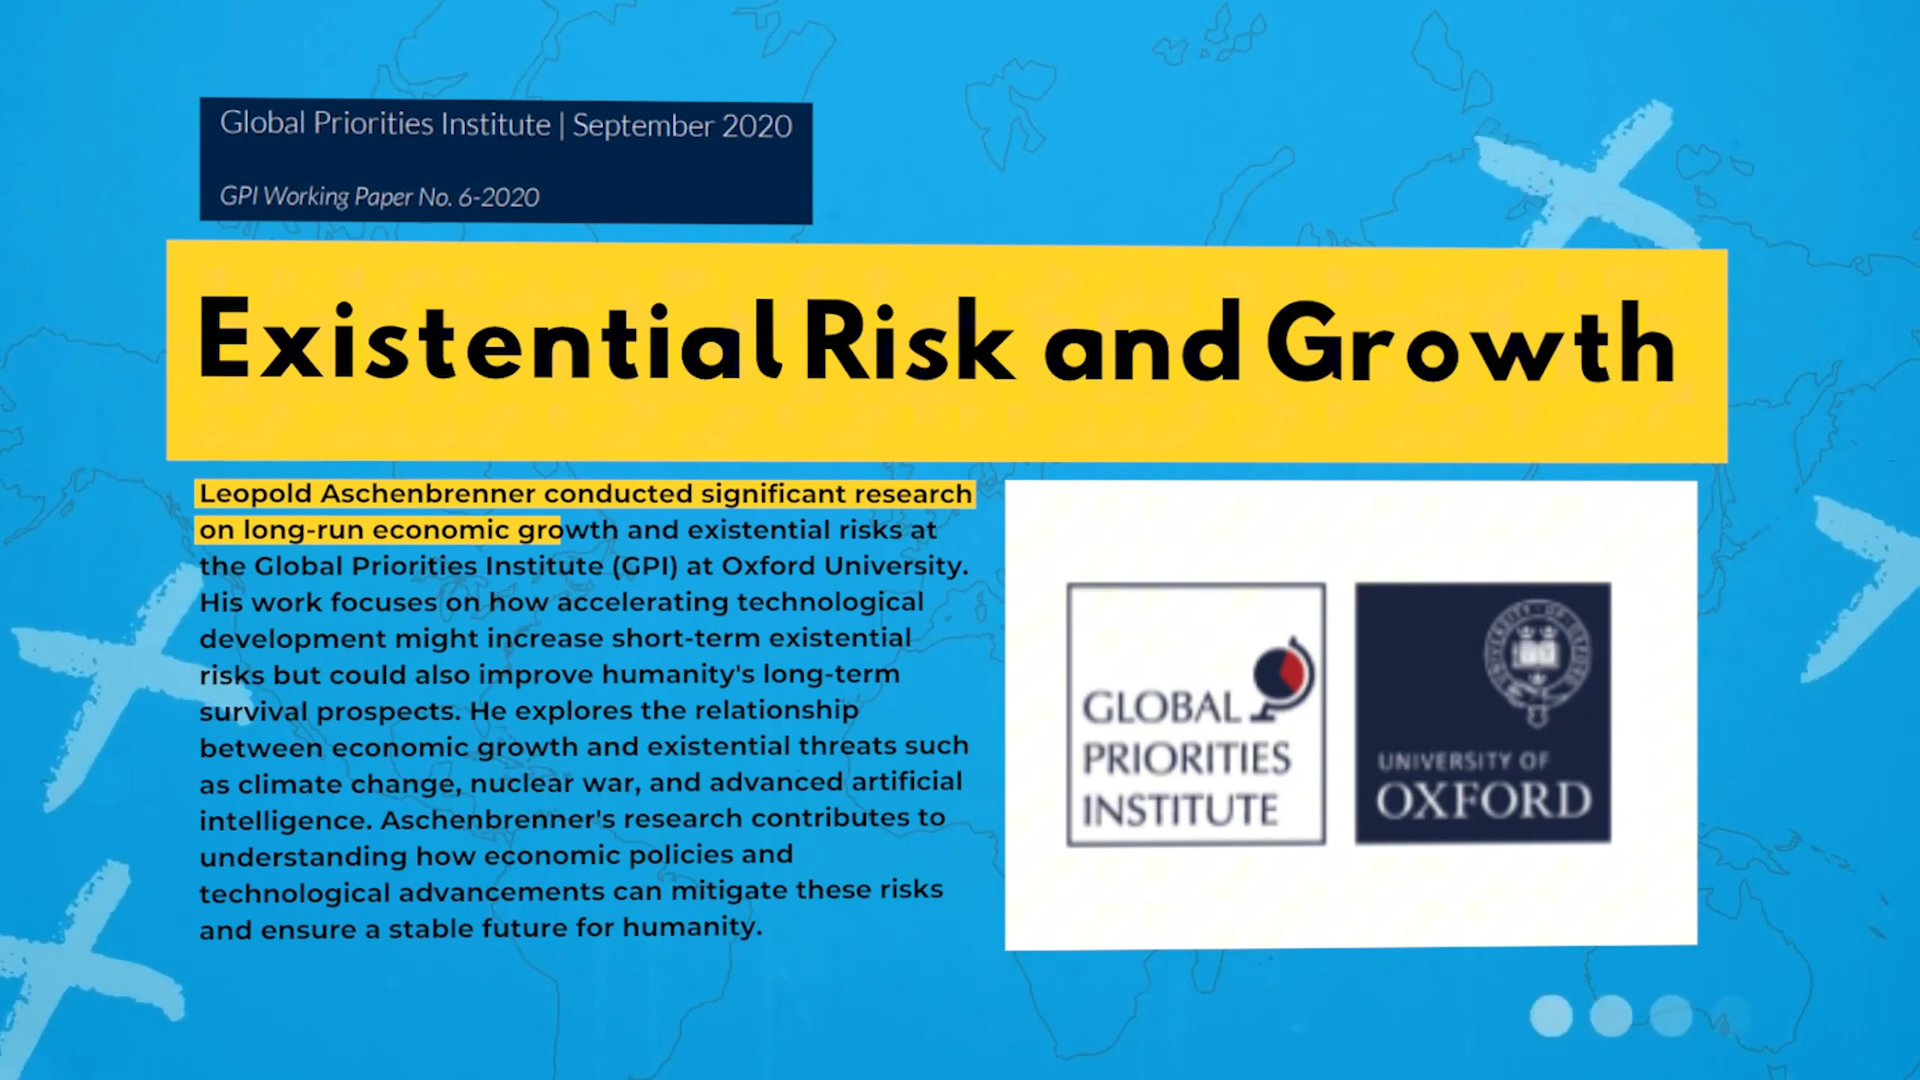 Global Priorities Institute | September 2020
GPI Working Paper No. 6-2020
Existential Risk and Growth
Leopold Aschenbrenner conducted significant research
on long-run economic growth and existential risks at
the Global Priorities Institute (GPI) at Oxford University.
His work focuses on how accelerating technological
development might increase short-term existential
risks but could also improve humanity's long-term
survival prospects. He explores the relationship
between economic growth and existential threats such
as climate change, nuclear war, and advanced artificial
intelligence. Aschenbrenner's research contributes to
understanding how economic policies and
technological advancements can mitigate these risks
and ensure a stable future for humanity.
GLOBAL
PRIORITIES
INSTITUTE
UNIVERSITY OF OXFORD
UNIVERSITY OF
OXFORD